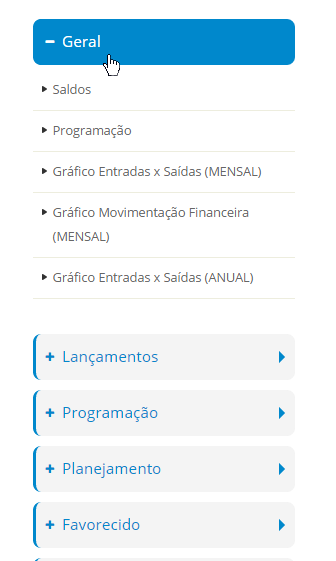 Geral
Saldos
Programação
Gráfico Entradas x Saídas (MENSAL)
Gráfico Movimentação Financeira
(MENSAL)
Gráfico Entradas x Saídas (ANUAL)
Lançamentos
Programação
Planejamento
Favorecido